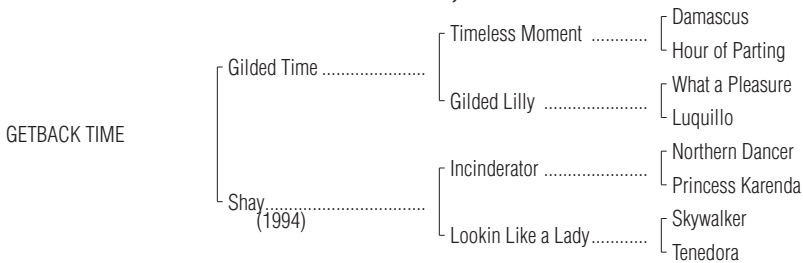 Damascus
Timeless Moment ............
Hour of Parting
Gilded Time ......................
What a Pleasure
Gilded Lilly ......................
Luquillo
GETBACK TIME
Northern Dancer
Incinderator ......................
Princess Karenda
Shay..................................
(1994)
Skywalker
Lookin Like a Lady............
Tenedora